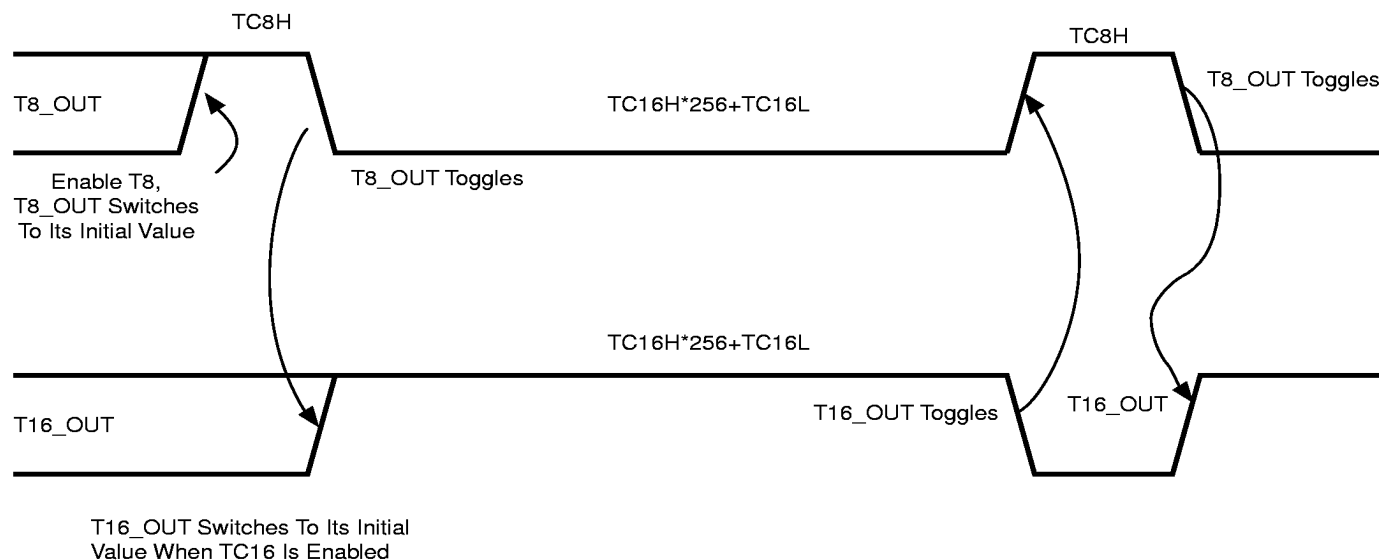 TC8H
TC8H
T8_OUT
TC16H*256+TC16L
T8_OUT Toggles
Enable T8,
T8_OUT Switches
To Its Initial Value
T8_OUT Toggles
TC16H*256+TC16L
T16_OUT
T16_OUT Toggles
T16_OUT
T16_OUT Switches To Its Initial
Value When TC16 Is Enabled